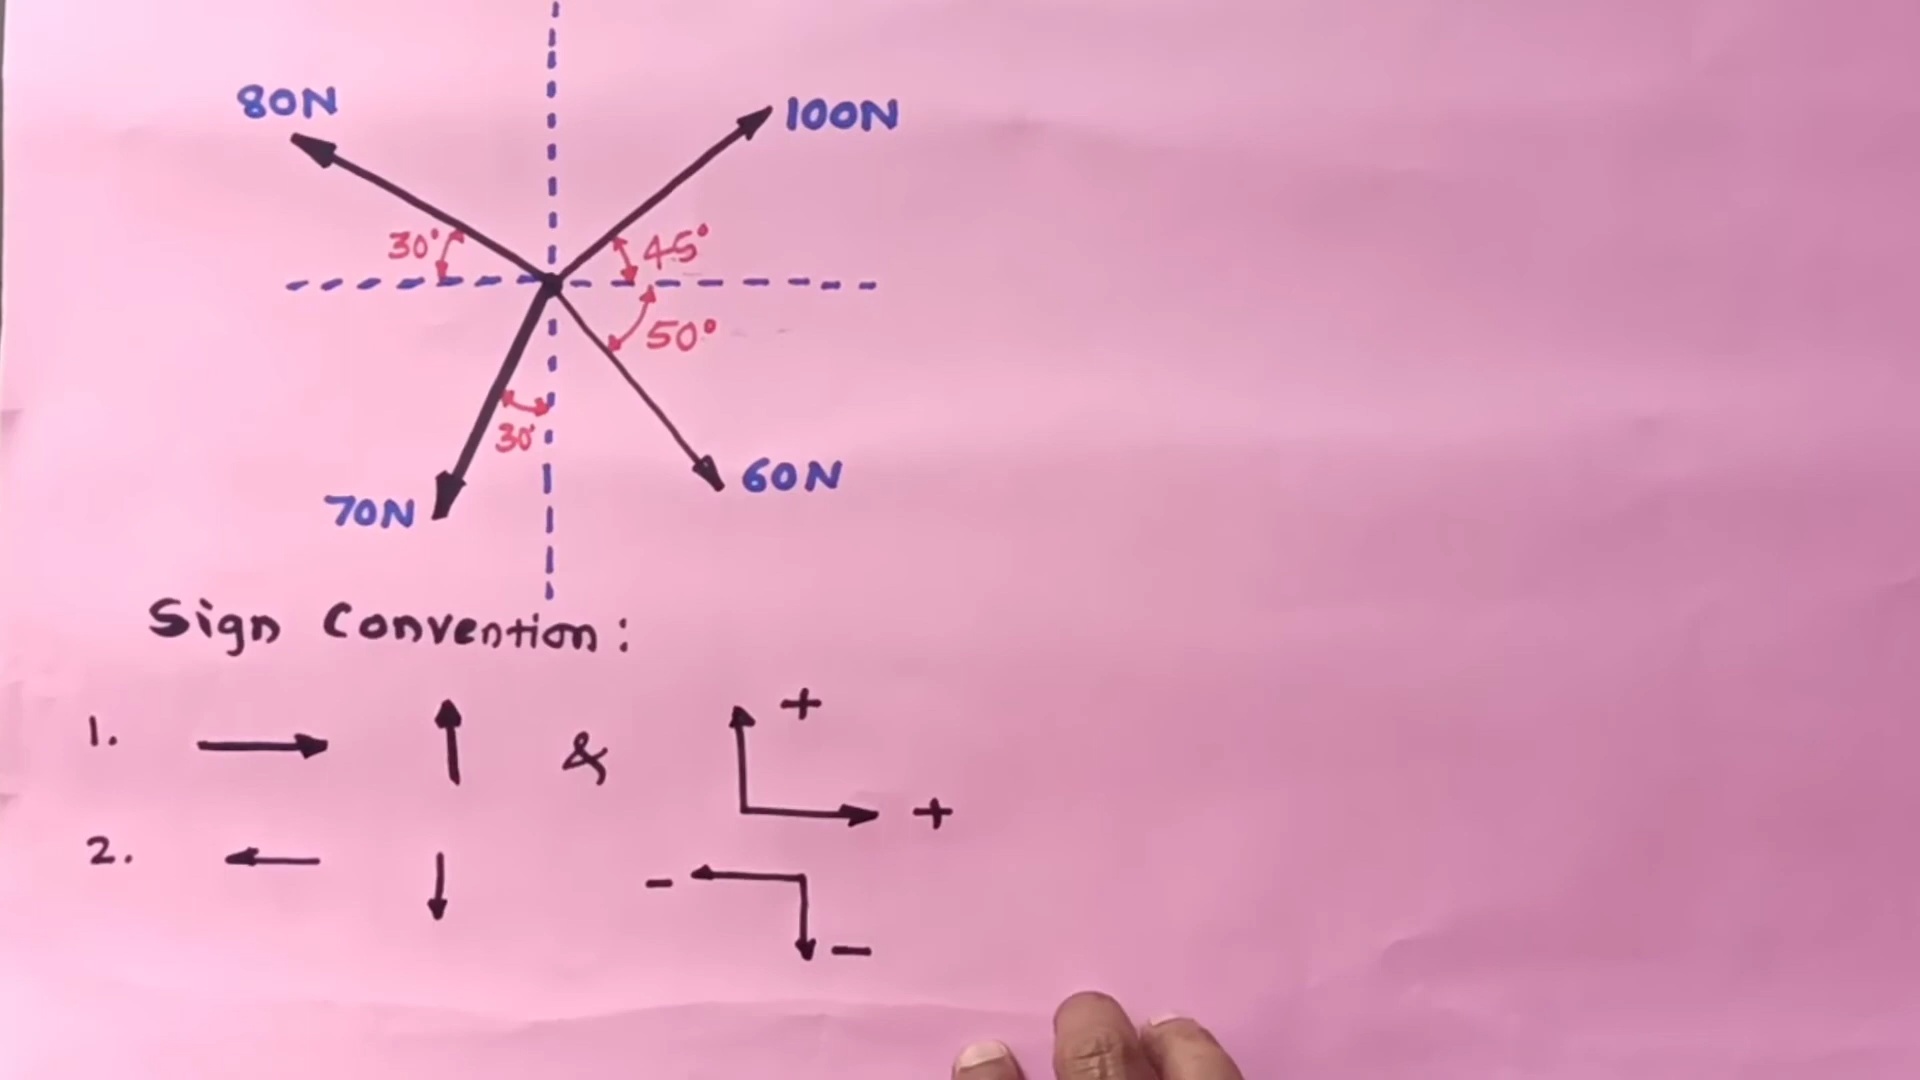 80N
100N
30°
45°
50°
30°
70N
60N
Sign Convention:
1. & +
+
2. -
-